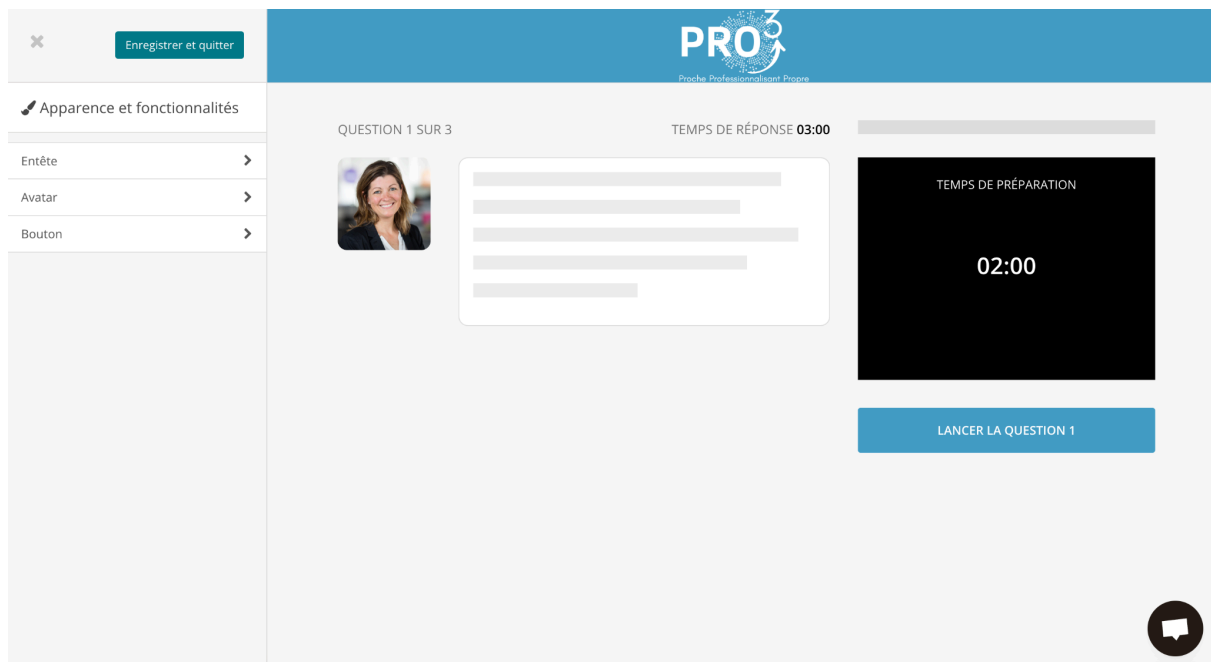 Enregistrer et quitter
Apparence et fonctionnalités
Entête
Avatar
Bouton
PRO3
Proche Professionnalisant Propre
QUESTION 1 SUR 3
TEMPS DE RÉPONSE 03:00
TEMPS DE PRÉPARATION
02:00
LANCER LA QUESTION 1